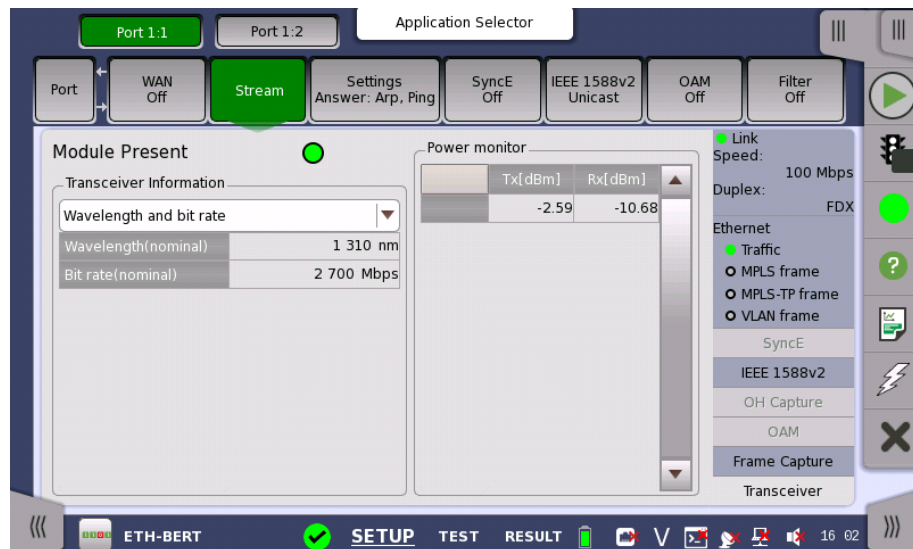 Application Selector
Port 1:1
Port 1:2
Port
WAN
Off
Stream
Settings
Answer: Arp, Ping
SyncE
Off
IEEE 1588v2
Unicast
OAM
Off
Filter
Off
Module Present
Transceiver Information
Wavelength and bit rate
Wavelength(nominal) 1 310 nm
Bit rate(nominal) 2 700 Mbps
Power monitor
Tx[dBm] Rx[dBm]
-2.59 -10.68
Link
Speed:
100 Mbps
Duplex:
FDX
Ethernet
Traffic
MPLS frame
MPLS-TP frame
VLAN frame
SyncE
IEEE 1588v2
OH Capture
OAM
Frame Capture
Transceiver
?
ETH-BERT SETUP TEST RESULT V 16 02